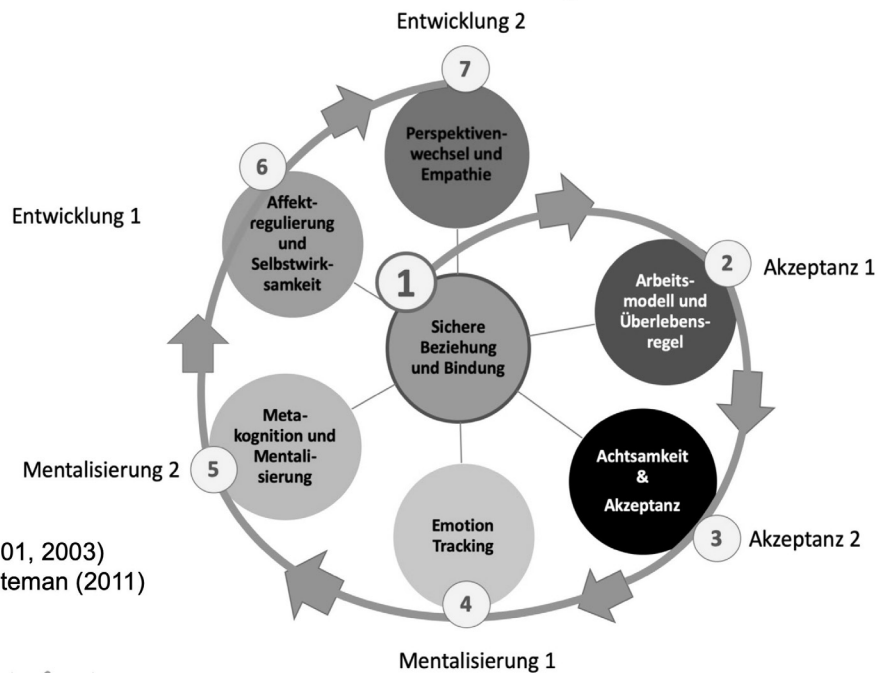 Entwicklung 2
7
Perspektiven-
wechsel und
Empathie
6
Affekt-
regulierung
und
Selbstwirk-
samkeit
Entwicklung 1
1
Sichere
Beziehung
und Bindung
2
Akzeptanz 1
Arbeits-
modell und
Überlebens-
regel
Meta-
kognition und
Mentali-
sierung
Mentalisierung 2
5
Achtsamkeit
&
Akzeptanz
3
Akzeptanz 2
Emotion
Tracking
4
Mentalisierung 1
01, 2003)
teman (2011)